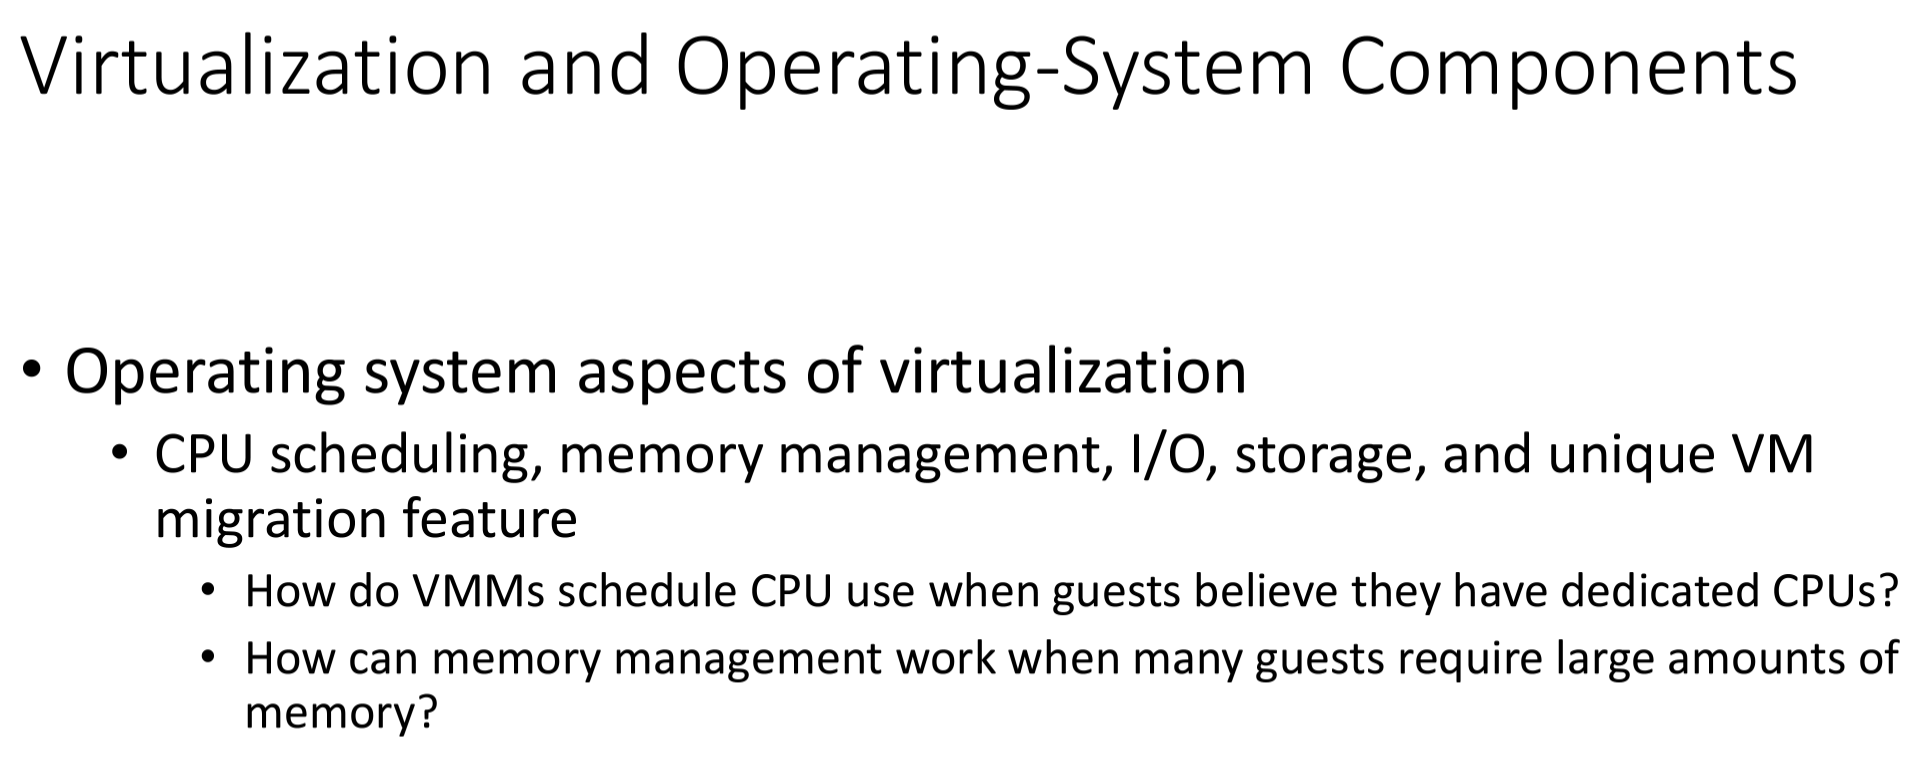 Virtualization and Operating-System Components
• Operating system aspects of virtualization
• CPU scheduling, memory management, I/O, storage, and unique VM
migration feature
• How do VMMs schedule CPU use when guests believe they have dedicated CPUs?
• How can memory management work when many guests require large amounts of
memory?